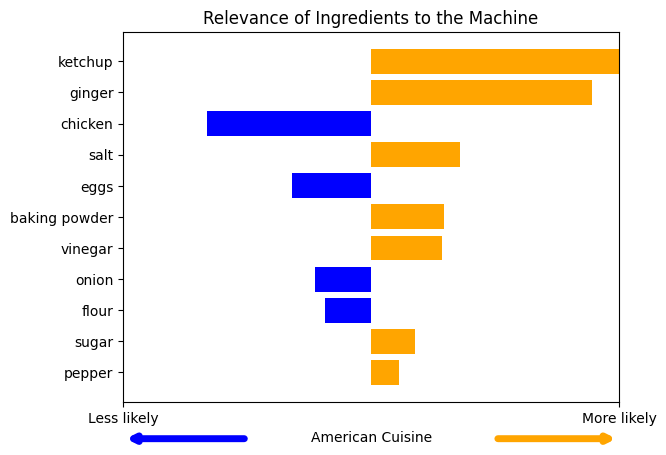 Relevance of Ingredients to the Machine
ketchup
ginger
chicken
salt
eggs
baking powder
vinegar
onion
flour
sugar
pepper
Less likely
More likely
American Cuisine